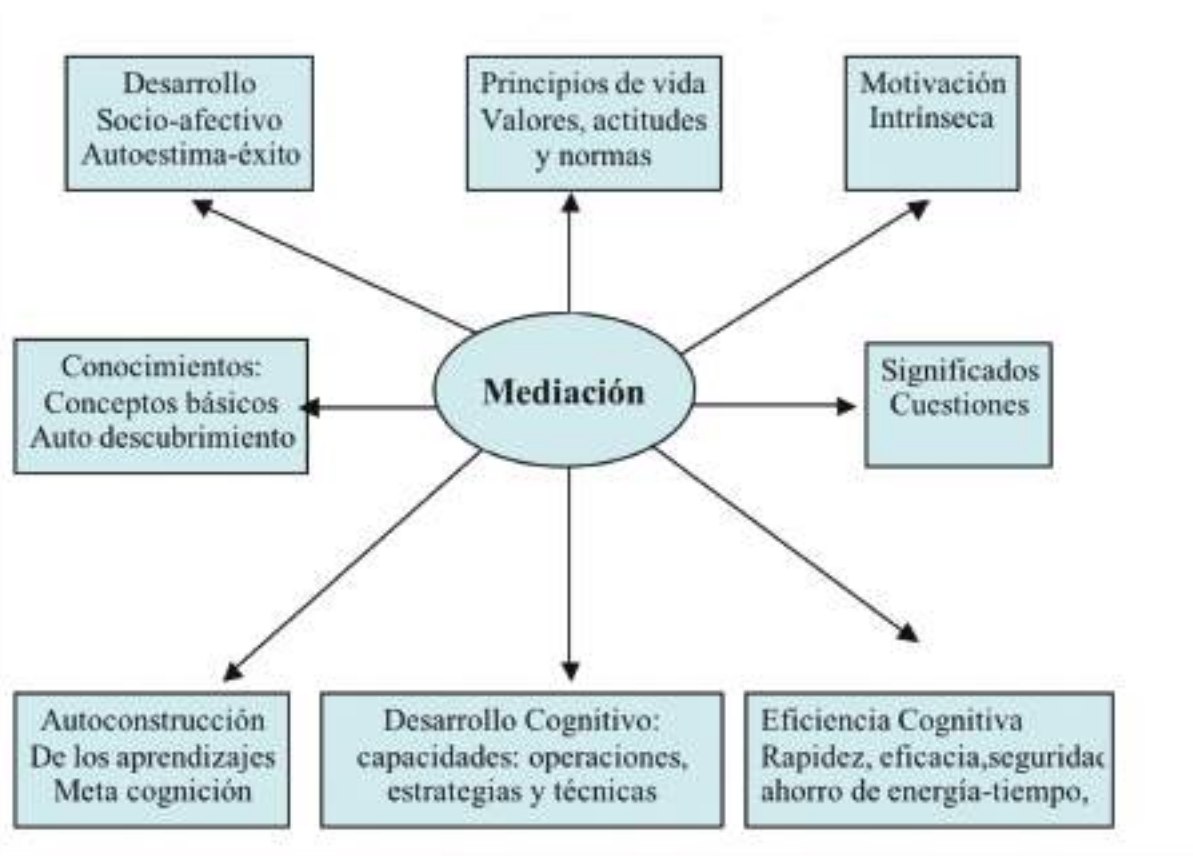 Desarrollo
Socio-afectivo
Autoestima-éxito
Principios de vida
Valores, actitudes
y normas
Motivación
Intrínseca
Conocimientos:
Conceptos básicos
Auto descubrimiento
Mediación
Significados
Cuestiones
Autoconstrucción
De los aprendizajes
Meta cognición
Desarrollo Cognitivo:
capacidades: operaciones,
estrategias y técnicas
Eficiencia Cognitiva
Rapidez, eficacia,seguridad
ahorro de energía-tiempo,